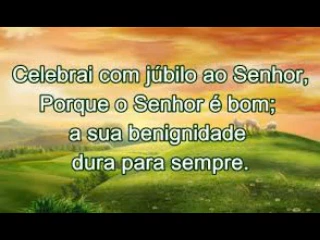 Celebrai com júbilo ao Senhor,
Porque o Senhor é bom;
a sua benignidade
dura para sempre.